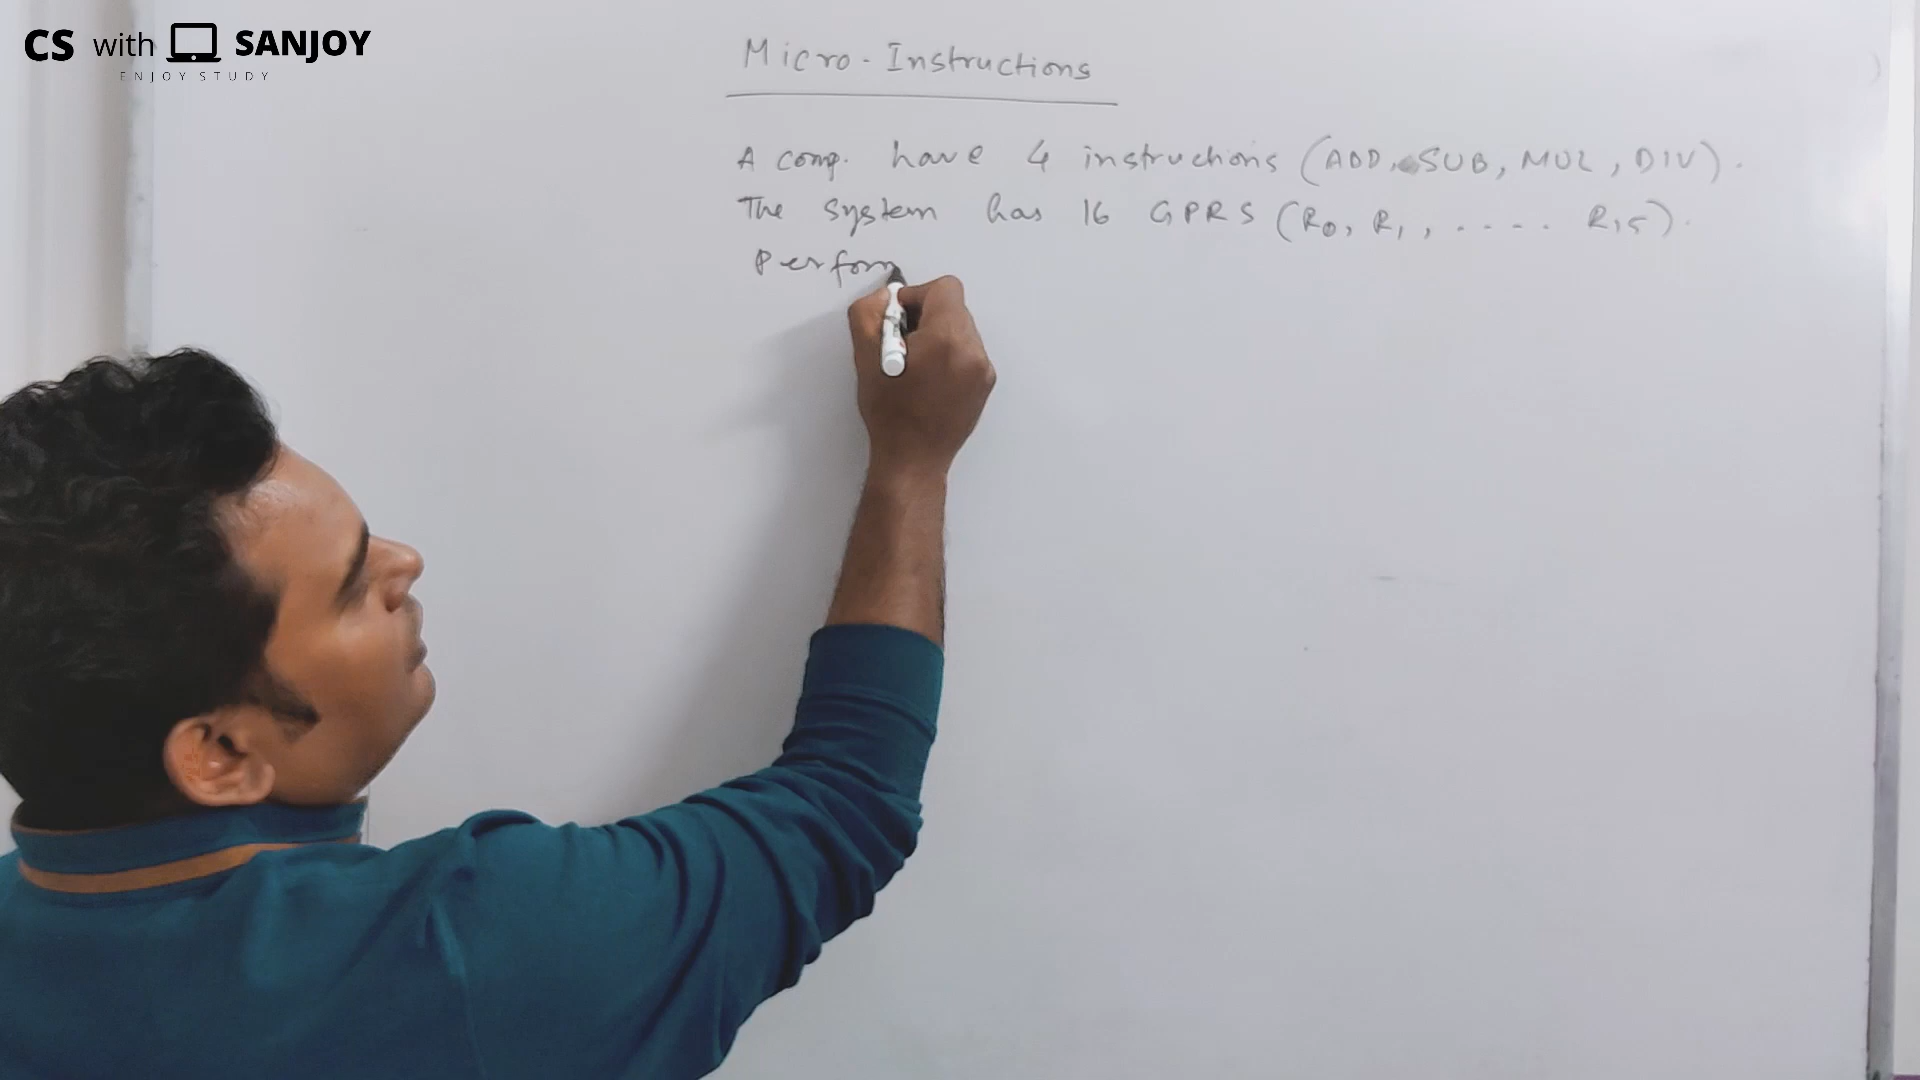 CS with SANJOY
ENJOY STUDY
Micro-Instructions
A comp. have 4 instructions (ADD, SUB, MUL, DIV).
The system has 16 GPRS (R0, R1, ..... R15).
Perform